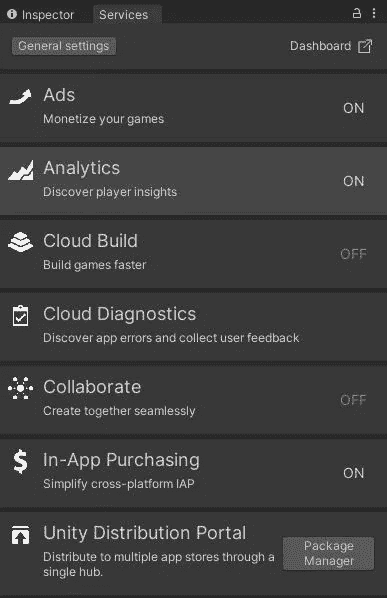 Inspector Services
General settings Dashboard
Ads
Monetize your games
ON
Analytics
Discover player insights
ON
Cloud Build
Build games faster
OFF
Cloud Diagnostics
Discover app errors and collect user feedback
Collaborate
Create together seamlessly
OFF
In-App Purchasing
Simplify cross-platform IAP
ON
Unity Distribution Portal
Distribute to multiple app stores through a
single hub.
Package
Manager